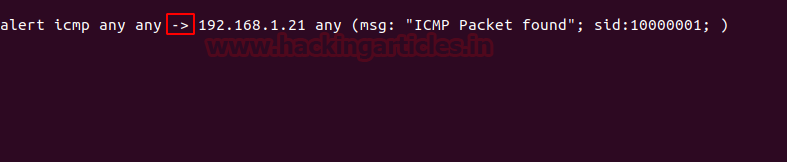 alert icmp any any -> 192.168.1.21 any (msg: "ICMP Packet found"; sid:10000001; )
www.hackingarticles.in